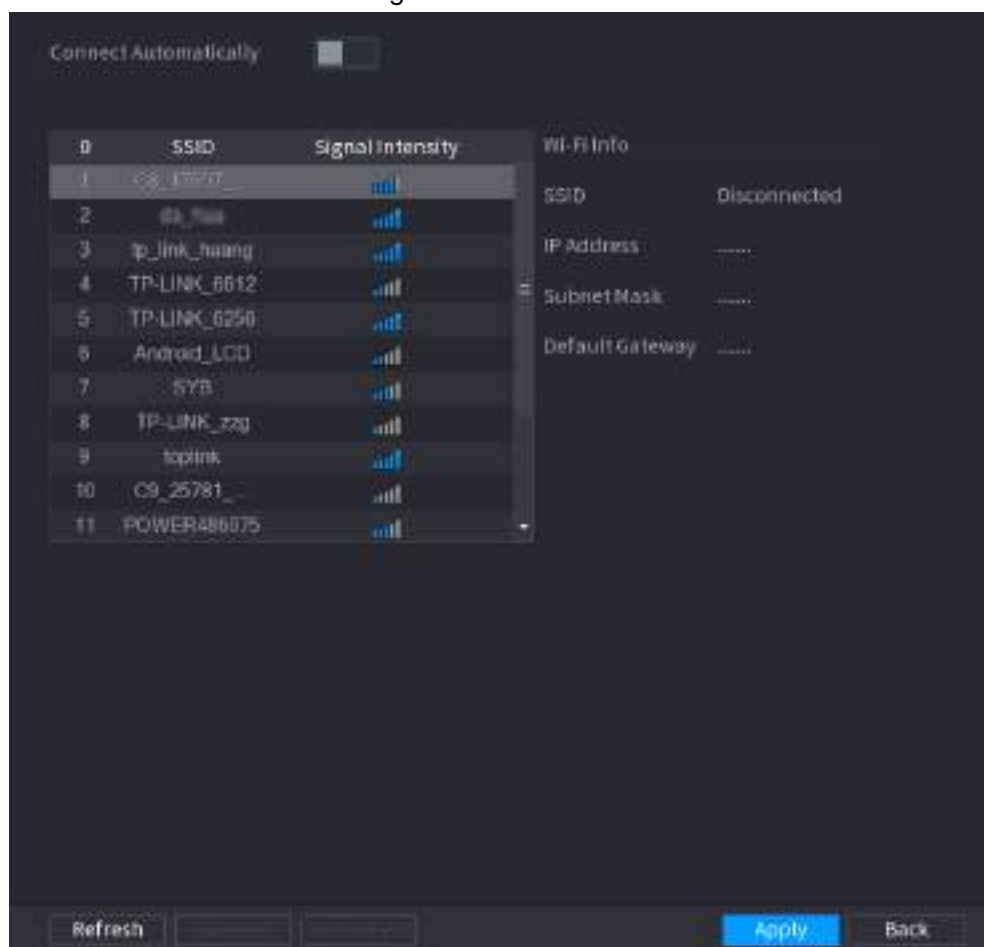 Connect Automatically
0 SSID Signal Intensity
1
2
3 tp_link_huang
4 TP-LINK_6612
5 TP-LINK_6256
6 Android_LCD
7 SYB
8 TP-LINK_zzg
9 toplink
10 C9_25781_...
11 POWER486075
Wi-Fi Info
SSID Disconnected
IP Address ......
Subnet Mask ......
Default Gateway ......
Refresh
Apply
Back